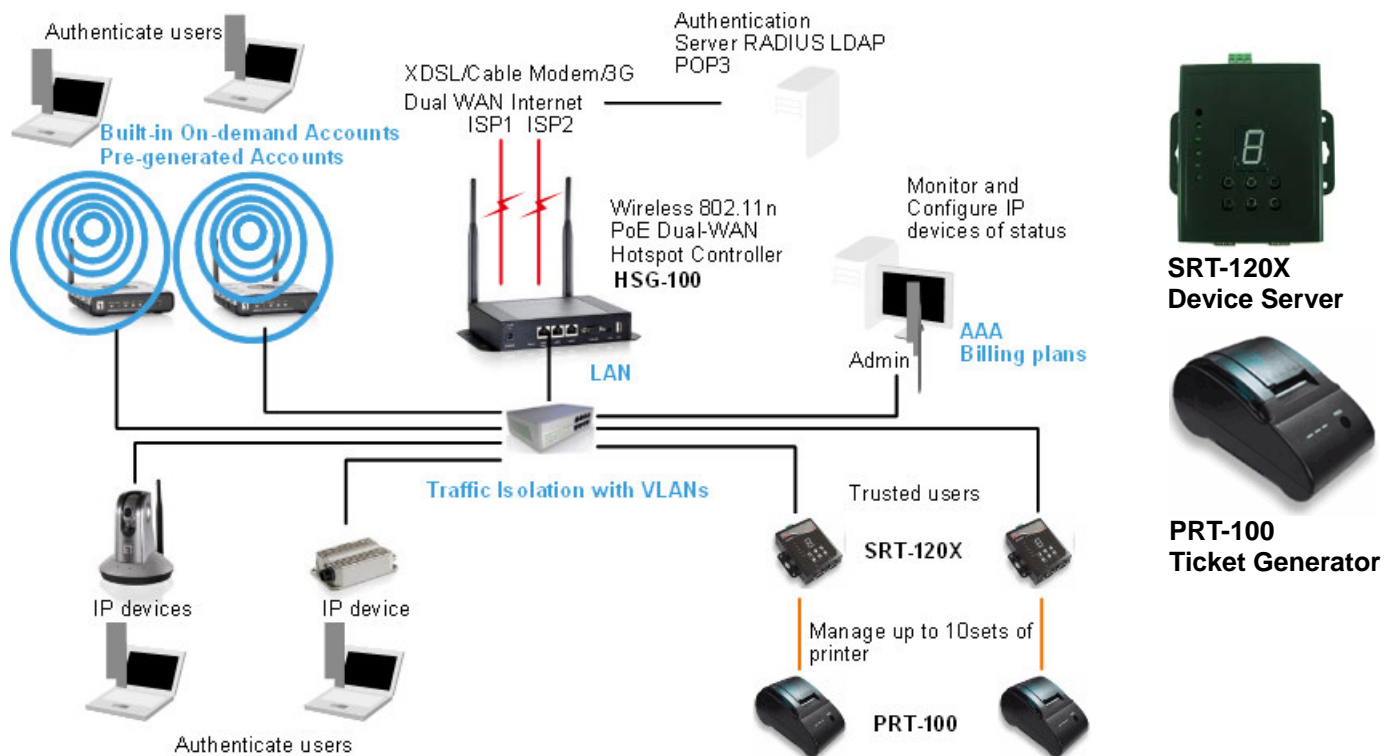 Authenticate users
Built-in On-demand Accounts
Pre-generated Accounts
XDSL/Cable Modem/3G
Dual WAN Internet
ISP1 ISP2
Authentication
Server RADIUS LDAP
POP3
Wireless 802.11n
PoE Dual-WAN
Hotspot Controller
HSG-100
LAN
Monitor and
Configure IP
devices of status
AAA
Billing plans
Admin
Traffic Isolation with VLANs
IP devices
IP device
Authenticate users
Trusted users
SRT-120X
Manage up to 10sets of
printer
PRT-100
SRT-120X
Device Server
PRT-100
Ticket Generator